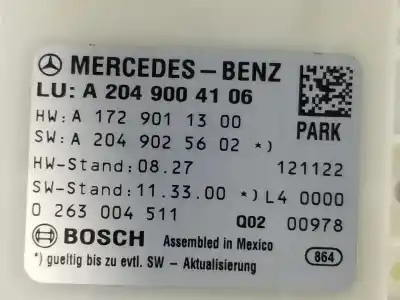 MERCEDES-BENZ
LU: A 204 900 41 06
HW: A 172 901 13 00
PARK
SW: A 204 902 56 02 *)
HW-Stand: 08.27
121122
SW-Stand: 11.33.00 *) L4 0000
0 263 004 511
Q02
00978
BOSCH
Assembled in Mexico
864
*) gueltig bis zu evtl. SW - Aktualisierung